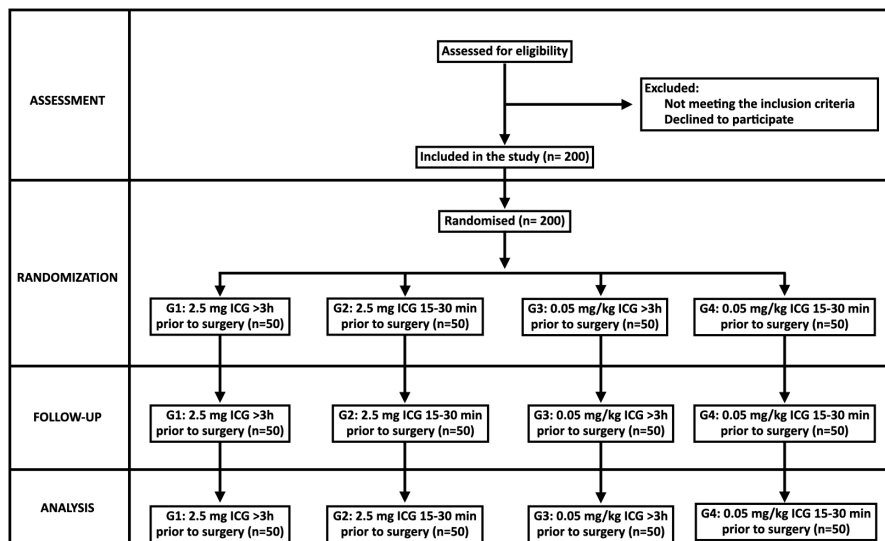 ASSESSMENT
Assessed for eligibility
Excluded:
Not meeting the inclusion criteria
Declined to participate
Included in the study (n= 200)
RANDOMIZATION
Randomised (n= 200)
G1: 2.5 mg ICG >3h
prior to surgery (n=50)
G2: 2.5 mg ICG 15-30 min
prior to surgery (n=50)
G3: 0.05 mg/kg ICG >3h
prior to surgery (n=50)
G4: 0.05 mg/kg ICG 15-30 min
prior to surgery (n=50)
FOLLOW-UP
G1: 2.5 mg ICG >3h
prior to surgery (n=50)
G2: 2.5 mg ICG 15-30 min
prior to surgery (n=50)
G3: 0.05 mg/kg ICG >3h
prior to surgery (n=50)
G4: 0.05 mg/kg ICG 15-30 min
prior to surgery (n=50)
ANALYSIS
G1: 2.5 mg ICG >3h
prior to surgery (n=50)
G2: 2.5 mg ICG 15-30 min
prior to surgery (n=50)
G3: 0.05 mg/kg ICG >3h
prior to surgery (n=50)
G4: 0.05 mg/kg ICG 15-30 min
prior to surgery (n=50)